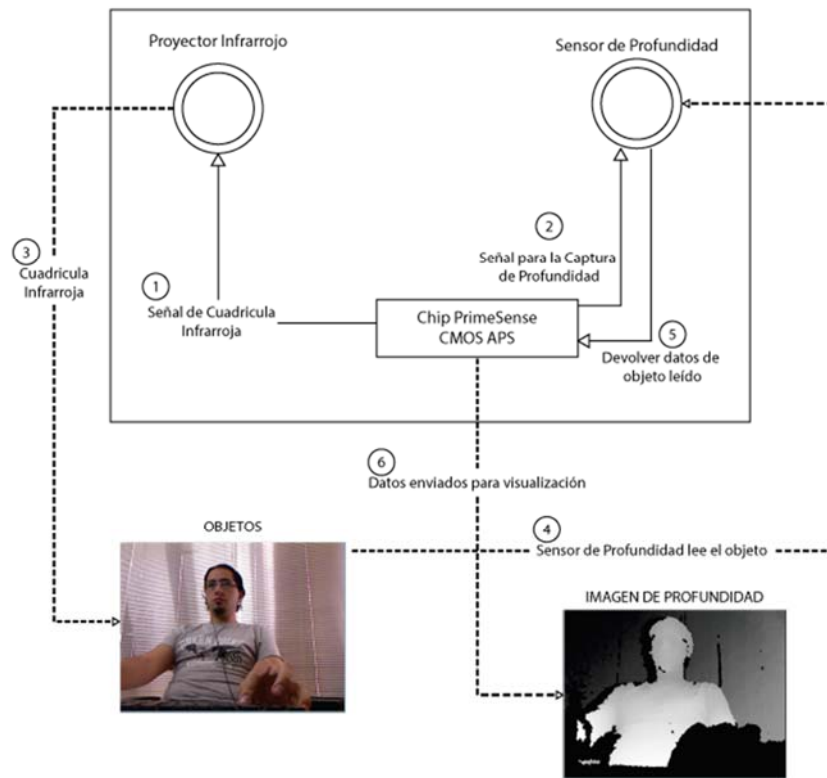 Proyector Infrarrojo
Sensor de Profundidad
3
Cuadricula
Infrarroja
1
Señal de Cuadricula
Infrarroja
2
Señal para la Captura
de Profundidad
Chip PrimeSense
CMOS APS
5
Devolver datos de
objeto leído
6
Datos enviados para visualización
OBJETOS
4
Sensor de Profundidad lee el objeto
IMAGEN DE PROFUNDIDAD